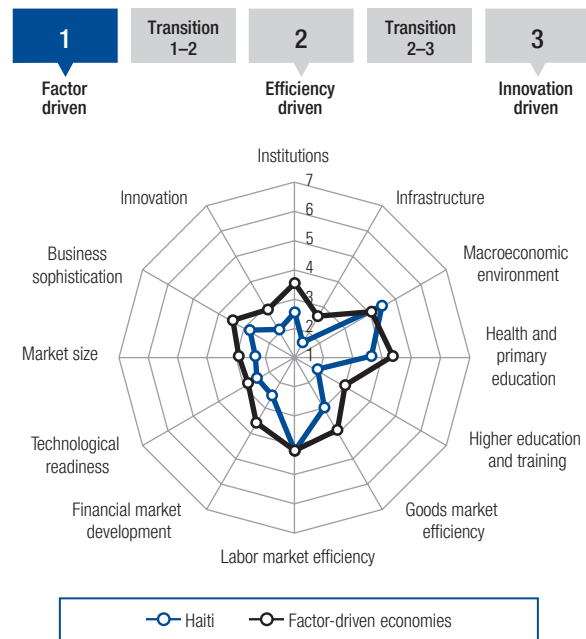 1
Transition
1–2
2
Transition
2–3
3
Factor
driven
Efficiency
driven
Innovation
driven
Institutions
Infrastructure
Macroeconomic
environment
Health and
primary
education
Higher education
and training
Goods market
efficiency
Labor market efficiency
Financial market
development
Technological
readiness
Market size
Business
sophistication
Innovation
7
6
5
4
3
2
1
Haiti
Factor-driven economies